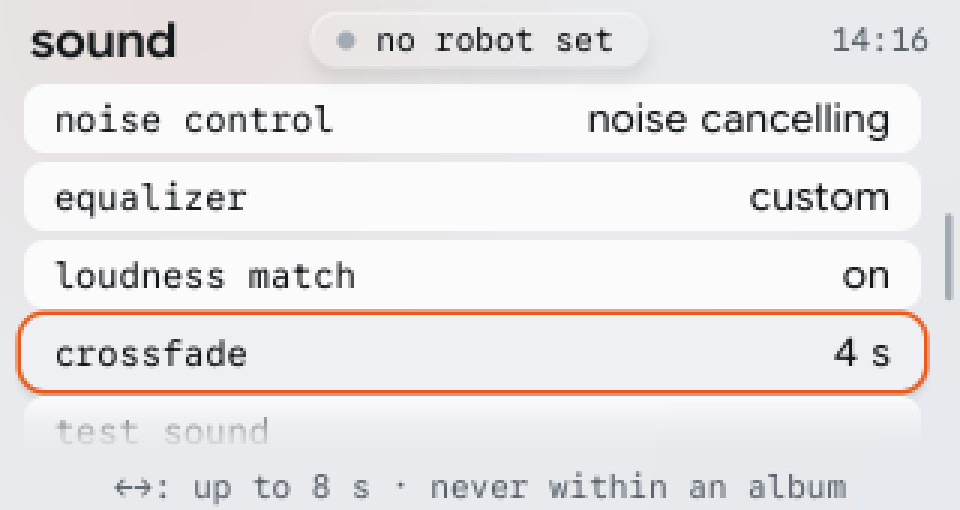 sound
no robot set
14:16
noise control noise cancelling
equalizer custom
loudness match on
crossfade 4 s
test sound
↔: up to 8 s · never within an album